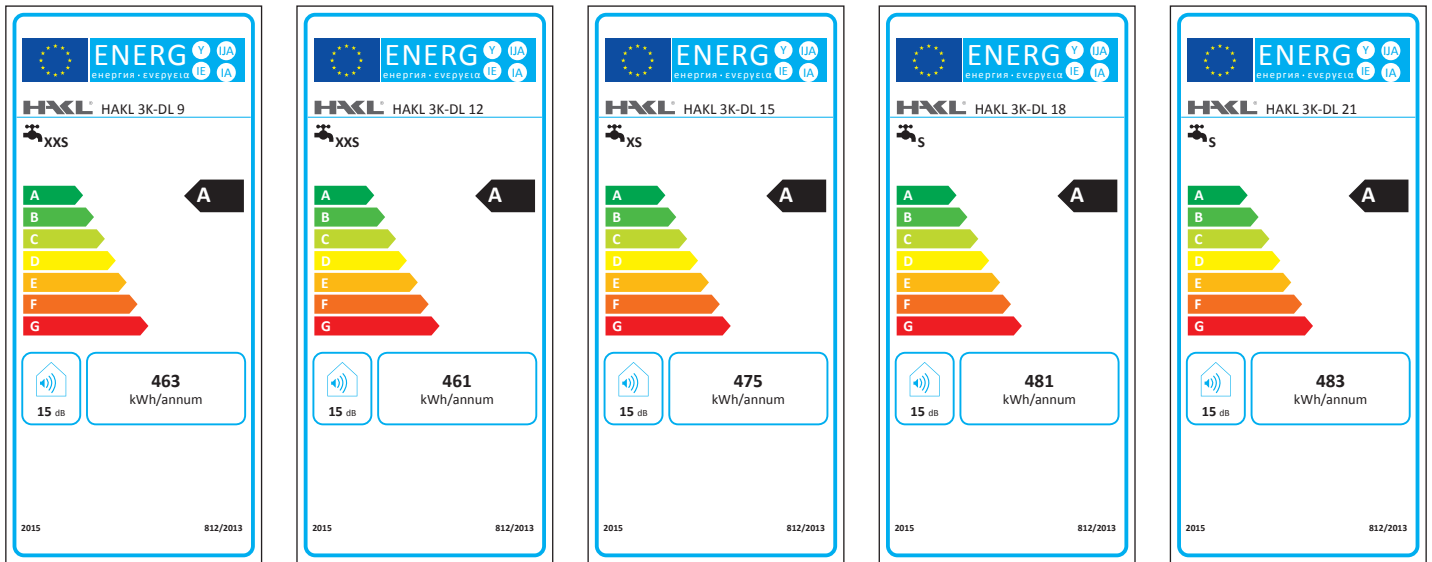 ENERG Y IJA
енергия · ενεργεια IE IA
HAKL® HAKL 3K-DL 9
XXS
A A
B
C
D
E
F
G
463
kWh/annum
15 dB
2015 812/2013
ENERG Y IJA
енергия · ενεργεια IE IA
HAKL® HAKL 3K-DL 12
XXS
A A
B
C
D
E
F
G
461
kWh/annum
15 dB
2015 812/2013
ENERG Y IJA
енергия · ενεργεια IE IA
HAKL® HAKL 3K-DL 15
XS
A A
B
C
D
E
F
G
475
kWh/annum
15 dB
2015 812/2013
ENERG Y IJA
енергия · ενεργεια IE IA
HAKL® HAKL 3K-DL 18
S
A A
B
C
D
E
F
G
481
kWh/annum
15 dB
2015 812/2013
ENERG Y IJA
енергия · ενεργεια IE IA
HAKL® HAKL 3K-DL 21
S
A A
B
C
D
E
F
G
483
kWh/annum
15 dB
2015 812/2013